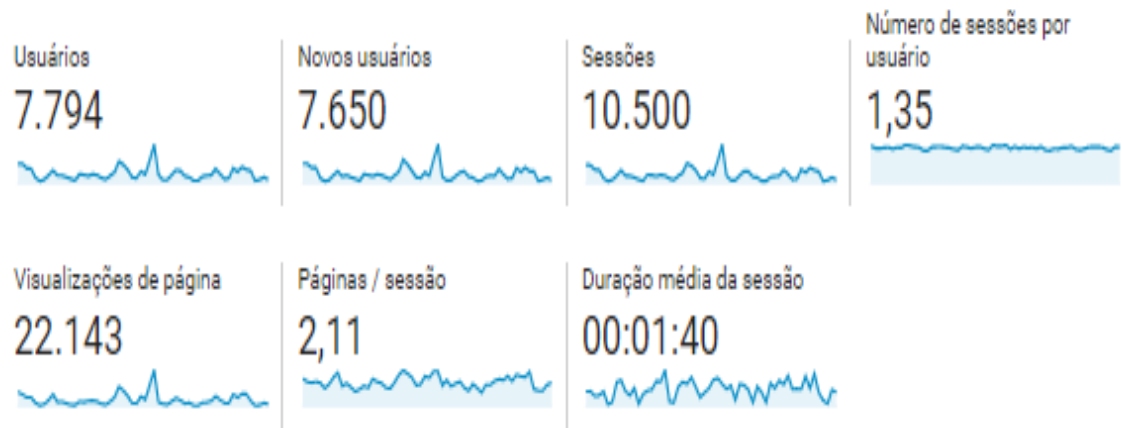 Usuários
7.794
Novos usuários
7.650
Sessões
10.500
Número de sessões por
usuário
1,35
Visualizações de página
22.143
Páginas / sessão
2,11
Duração média da sessão
00:01:40